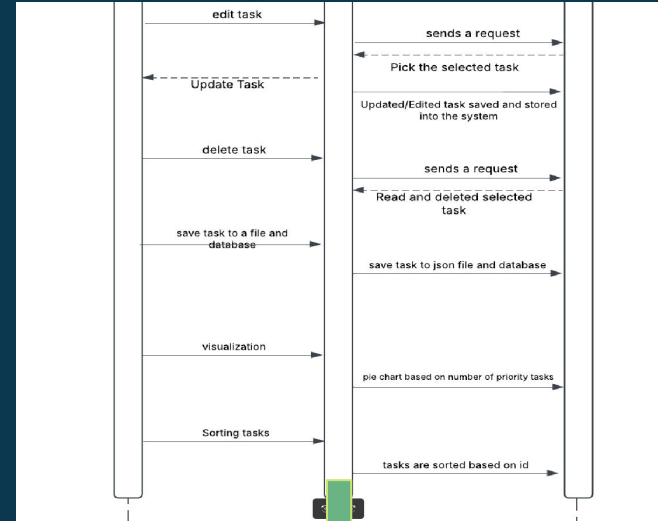 edit task
sends a request
Pick the selected task
Update Task
Updated/Edited task saved and stored
into the system
delete task
sends a request
Read and deleted selected
task
save task to a file and
database
save task to json file and database
visualization
pie chart based on number of priority tasks
Sorting tasks
tasks are sorted based on id